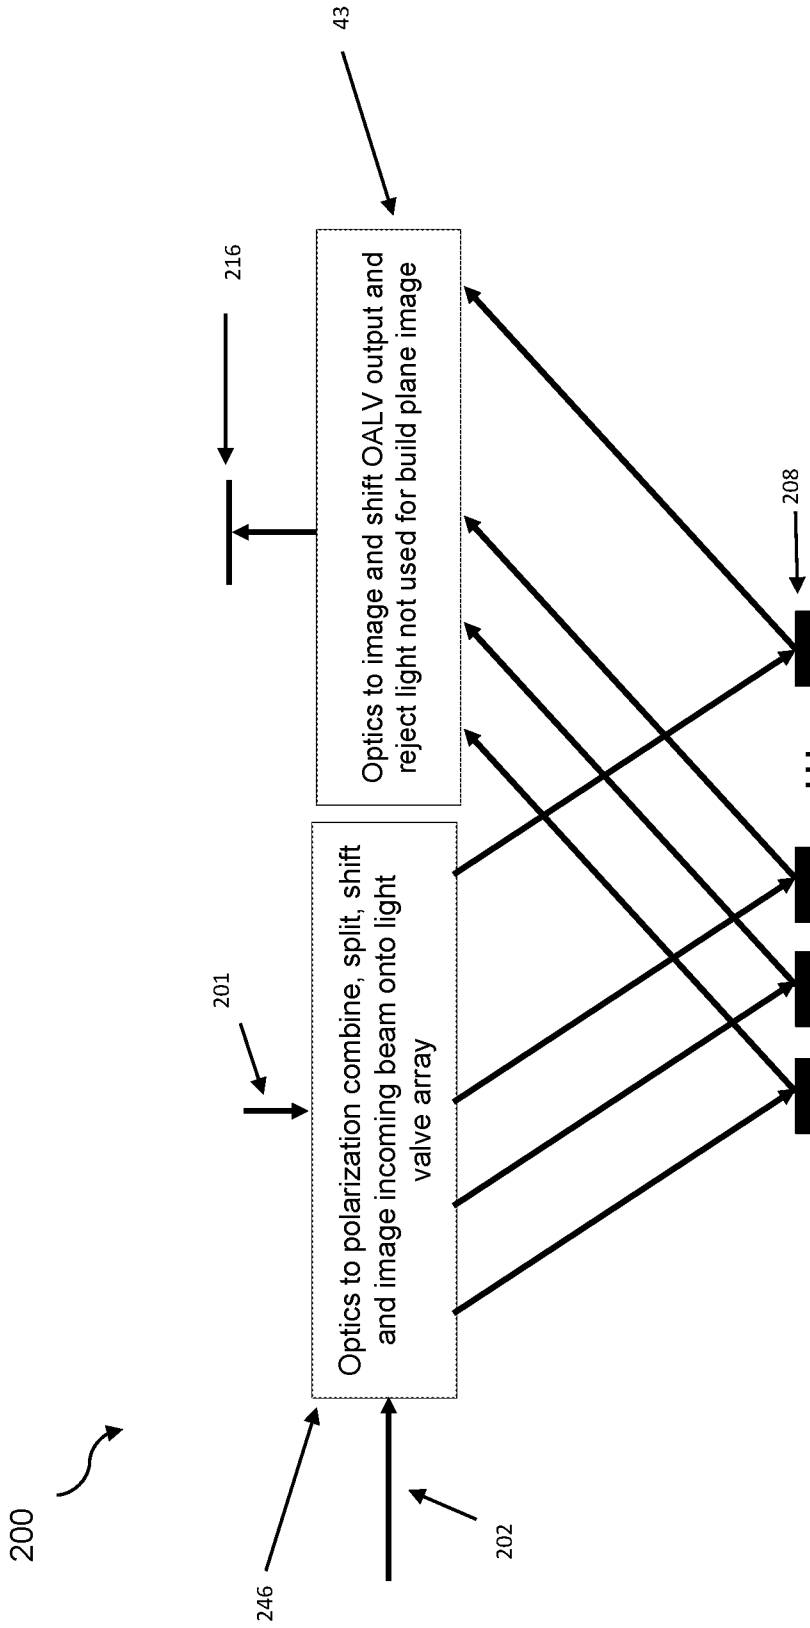 200
246
202
201
Optics to polarization combine, split, shift
and image incoming beam onto light
valve array
216
43
Optics to image and shift OALV output and
reject light not used for build plane image
208
...